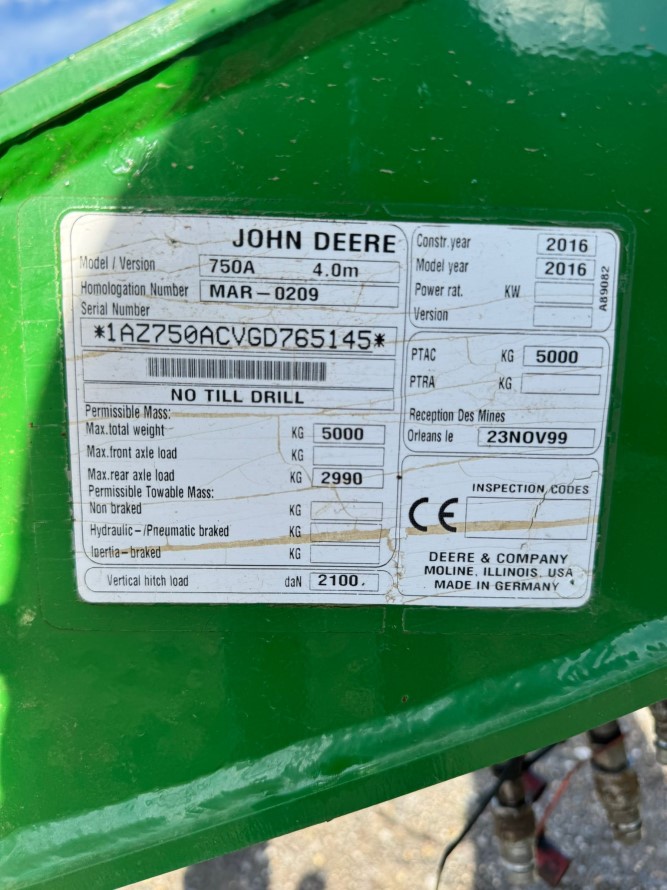 JOHN DEERE
Model / Version 750A 4.0m
Homologation Number MAR-0209
Serial Number
*1AZ750ACVGD765145*
NO TILL DRILL
Permissible Mass:
Max.total weight KG 5000
Max.front axle load KG
Max.rear axle load KG 2990
Permissible Towable Mass:
Non braked KG
Hydraulic-/Pneumatic braked KG
Inertia-braked KG
Vertical hitch load daN 2100.
Constr.year 2016
Model year 2016
Power rat. KW
Version
A89082
PTAC KG 5000
PTRA KG
Reception Des Mines
Orleans le 23NOV99
INSPECTION CODES
CE
DEERE & COMPANY
MOLINE, ILLINOIS, USA
MADE IN GERMANY